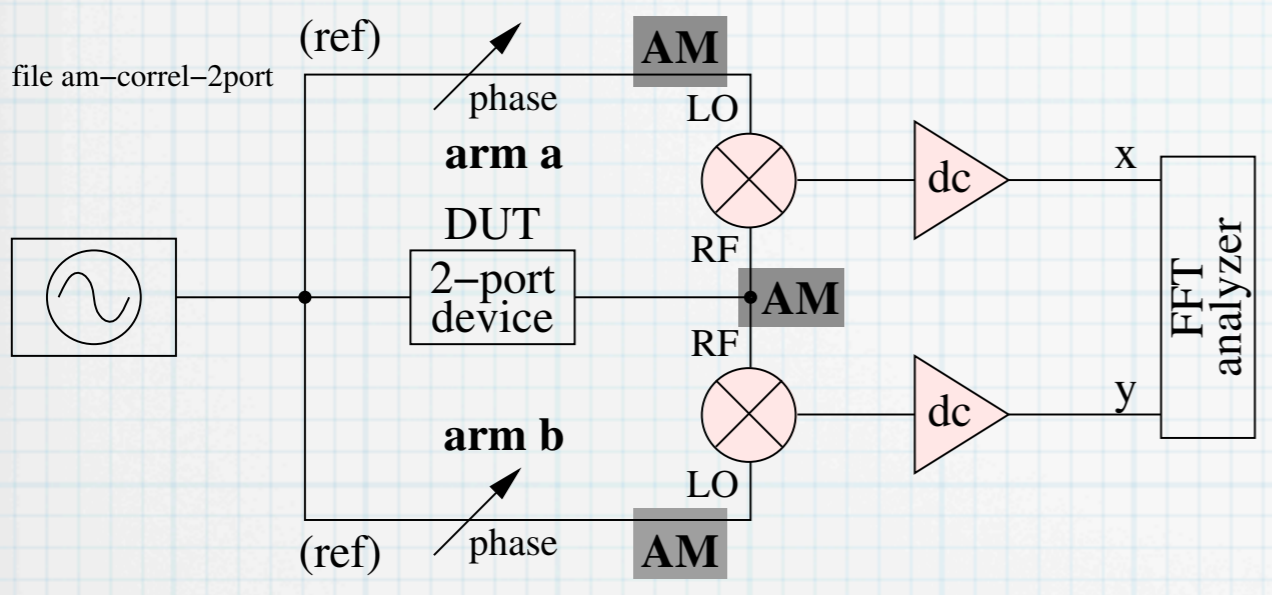 (ref)
AM
file am−correl−2port
phase
LO
arm a
dc
x
DUT
RF
2−port
device
AM
FFT
analyzer
RF
arm b
dc
y
LO
(ref)
phase
AM